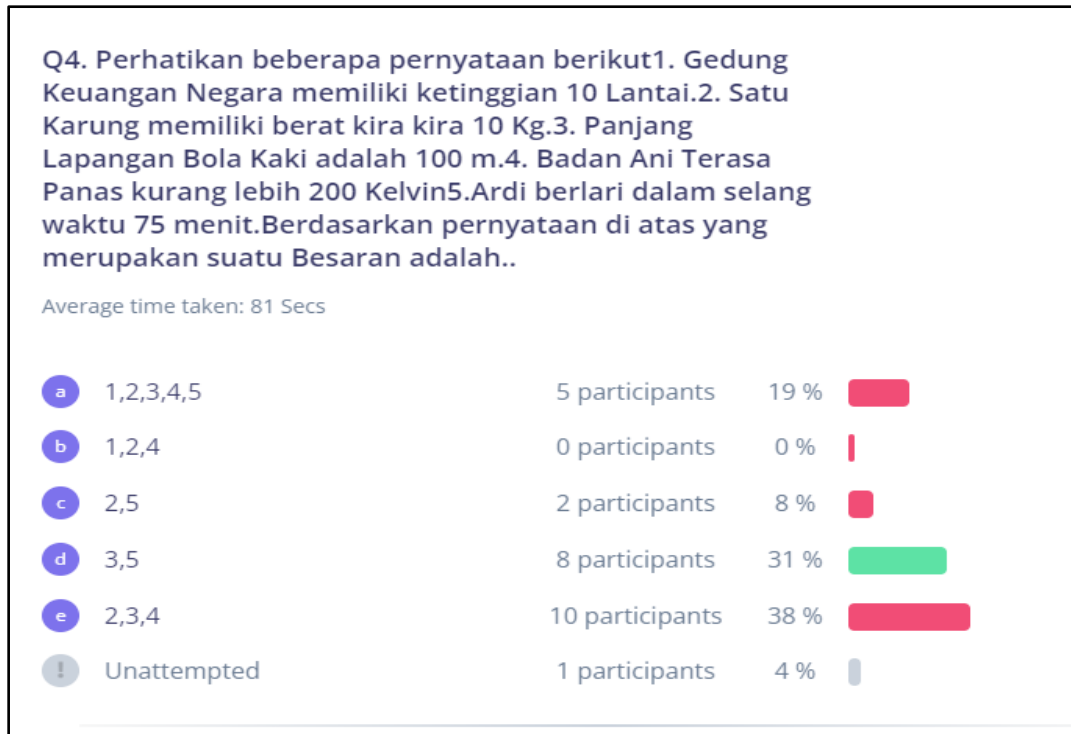 Q4. Perhatikan beberapa pernyataan berikut1. Gedung
Keuangan Negara memiliki ketinggian 10 Lantai.2. Satu
Karung memiliki berat kira kira 10 Kg.3. Panjang
Lapangan Bola Kaki adalah 100 m.4. Badan Ani Terasa
Panas kurang lebih 200 Kelvin5.Ardi berlari dalam selang
waktu 75 menit.Berdasarkan pernyataan di atas yang
merupakan suatu Besaran adalah..
Average time taken: 81 Secs
a 1,2,3,4,5 5 participants 19 %
b 1,2,4 0 participants 0 %
c 2,5 2 participants 8 %
d 3,5 8 participants 31 %
e 2,3,4 10 participants 38 %
! Unattempted 1 participants 4 %